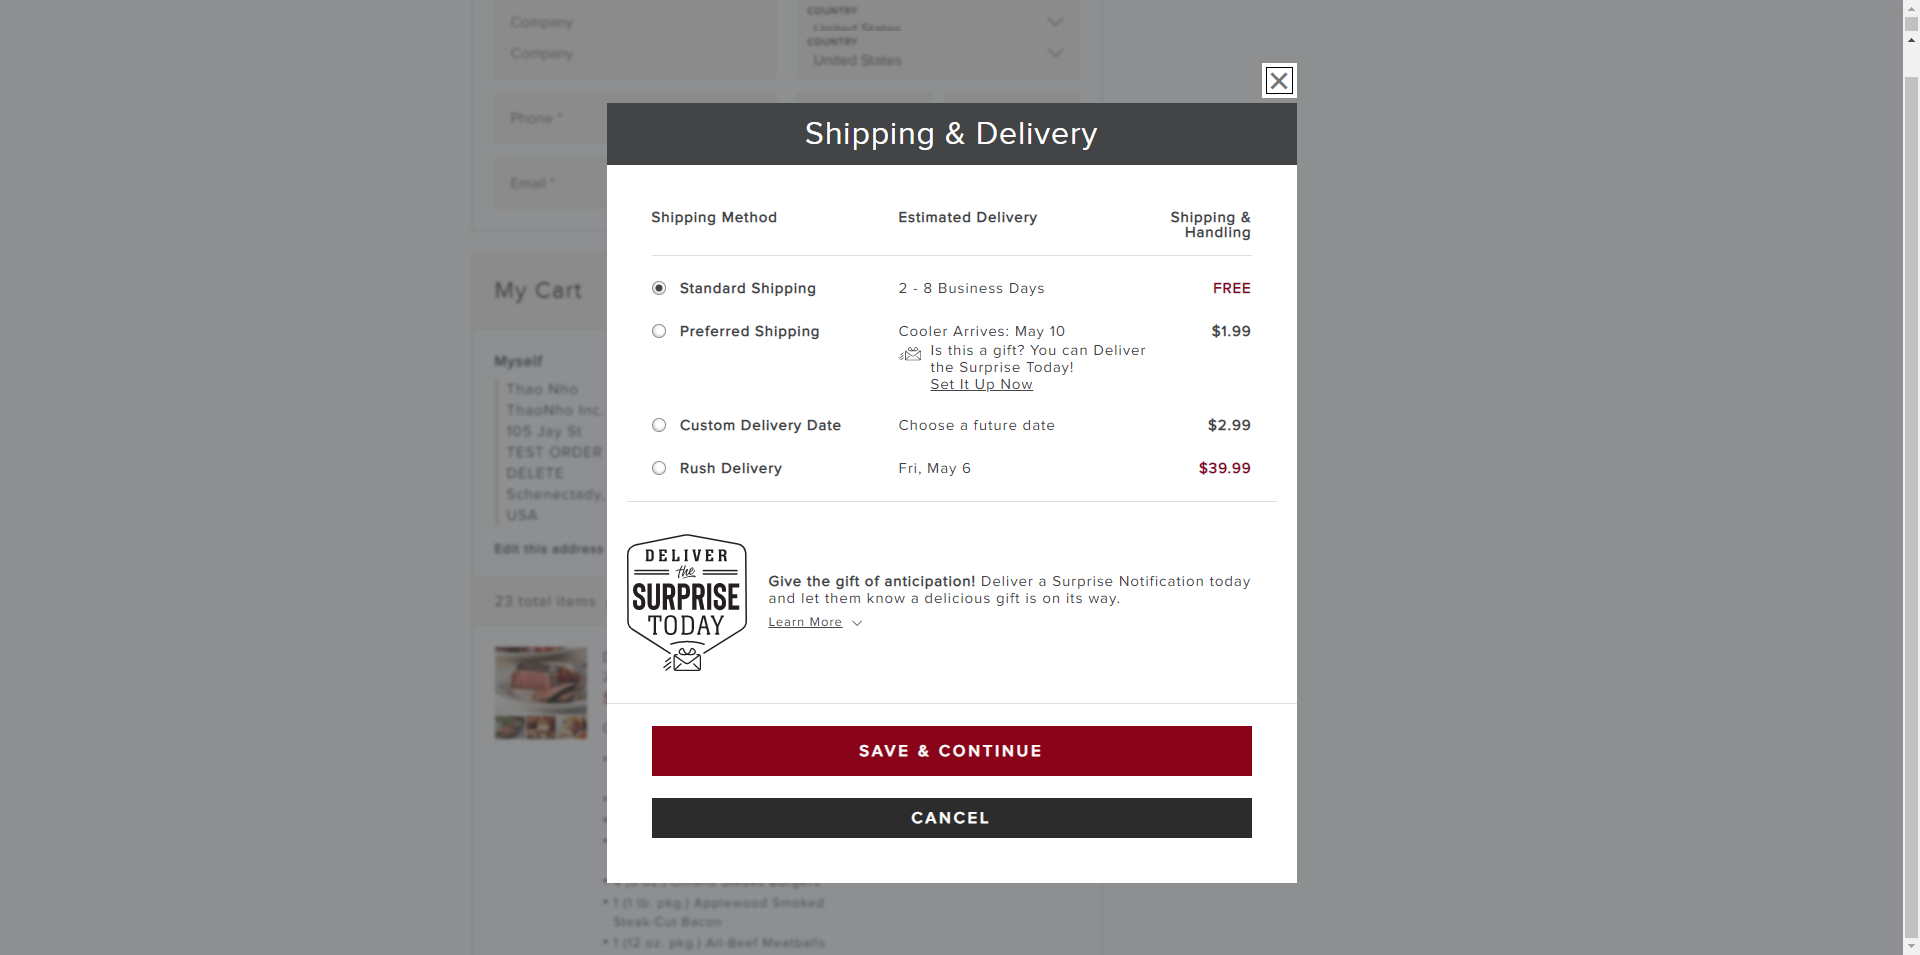 Company
COUNTRY
United States
Company
COUNTRY
United States
Phone *
Email *
Shipping & Delivery
Shipping Method
Estimated Delivery
Shipping &
Handling
Standard Shipping
2 - 8 Business Days
FREE
Preferred Shipping
Cooler Arrives: May 10
$1.99
Is this a gift? You can Deliver
the Surprise Today!
Set It Up Now
Custom Delivery Date
Choose a future date
$2.99
Rush Delivery
Fri, May 6
$39.99
DELIVER
the
SURPRISE
TODAY
Give the gift of anticipation! Deliver a Surprise Notification today
and let them know a delicious gift is on its way.
Learn More
SAVE & CONTINUE
CANCEL
My Cart
Myself
Thao Nho
ThaoNho Inc.
105 Jay St
TEST ORDER
DELETE
Schenectady,
USA
Edit this address
23 total items
• 1 (1 lb. pkg.) Applewood Smoked
Steak-Cut Bacon
• 1 (12 oz. pkg.) All-Beef Meatballs